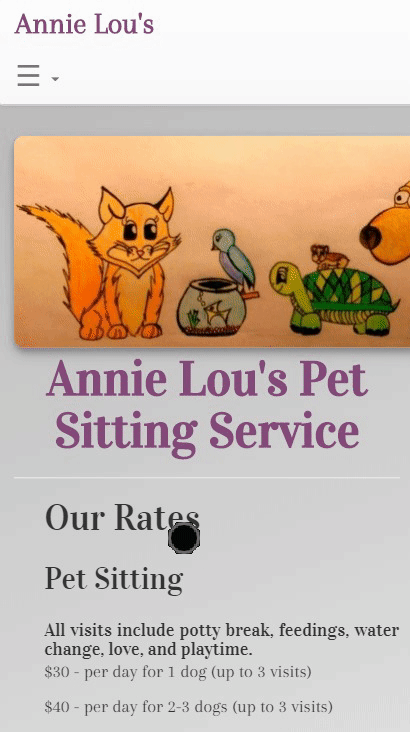 Annie Lou's
Annie Lou's Pet
Sitting Service
Our Rates
Pet Sitting
All visits include potty break, feedings, water
change, love, and playtime.
$30 - per day for 1 dog (up to 3 visits)
$40 - per day for 2-3 dogs (up to 3 visits)